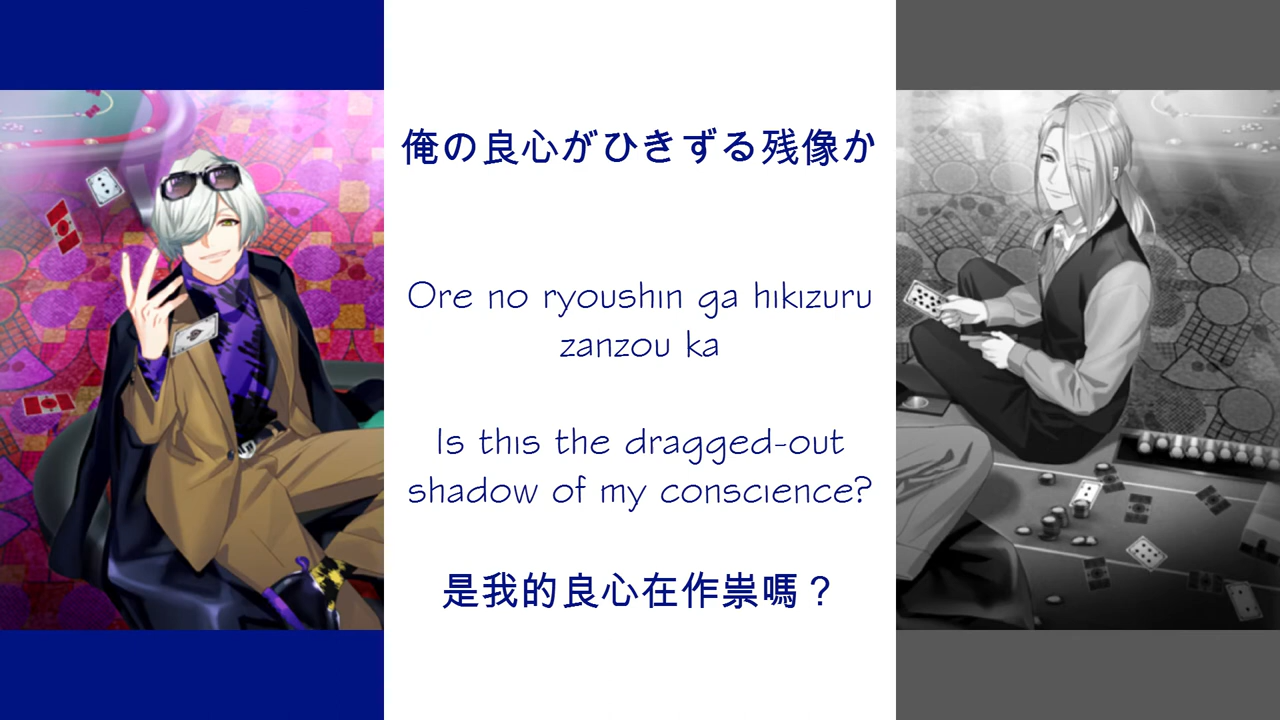 俺の良心がひきずる残像か
Ore no ryoushin ga hikizuru
zanzou ka
Is this the dragged-out
shadow of my conscience?
是我的良心在作祟嗎？